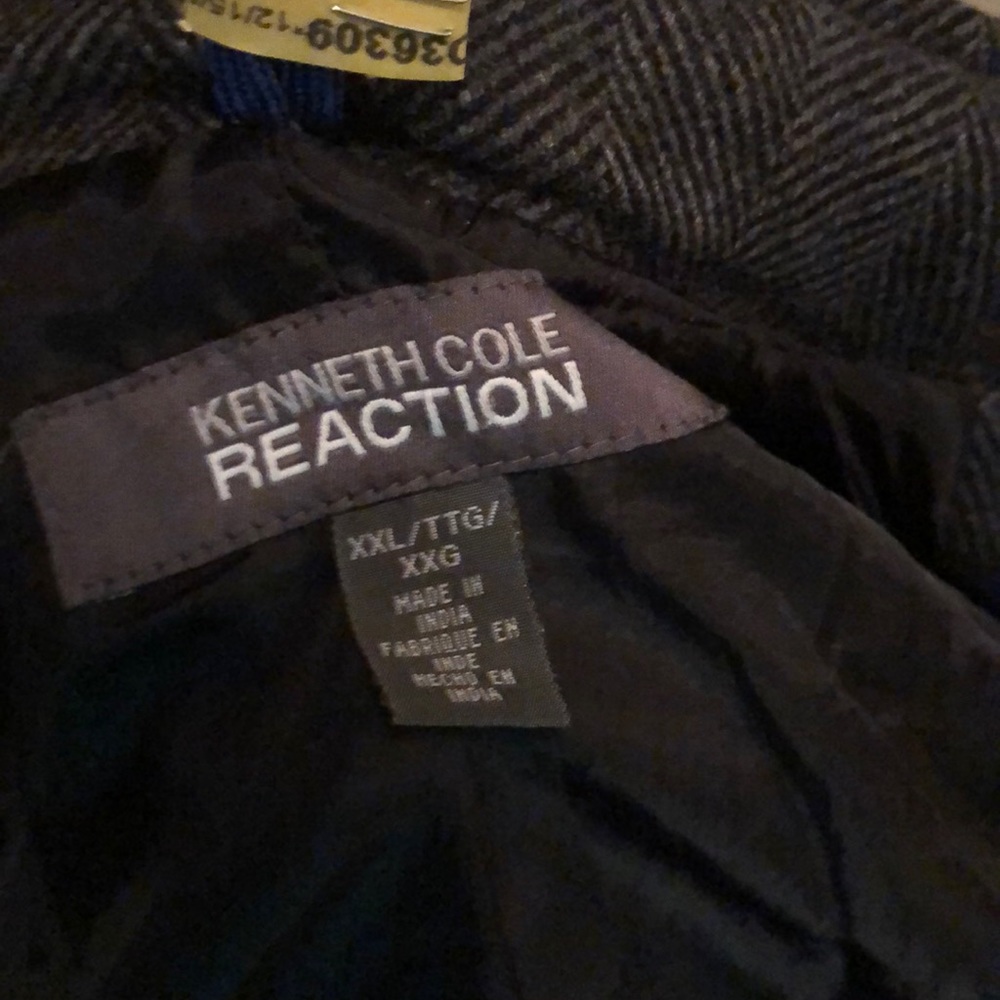 036309-12/15/
KENNETH COLE
REACTION
XXL/TTG/
XXG
MADE IN
INDIA
FABRIQUE EN
INDE
HECHO EN
INDIA